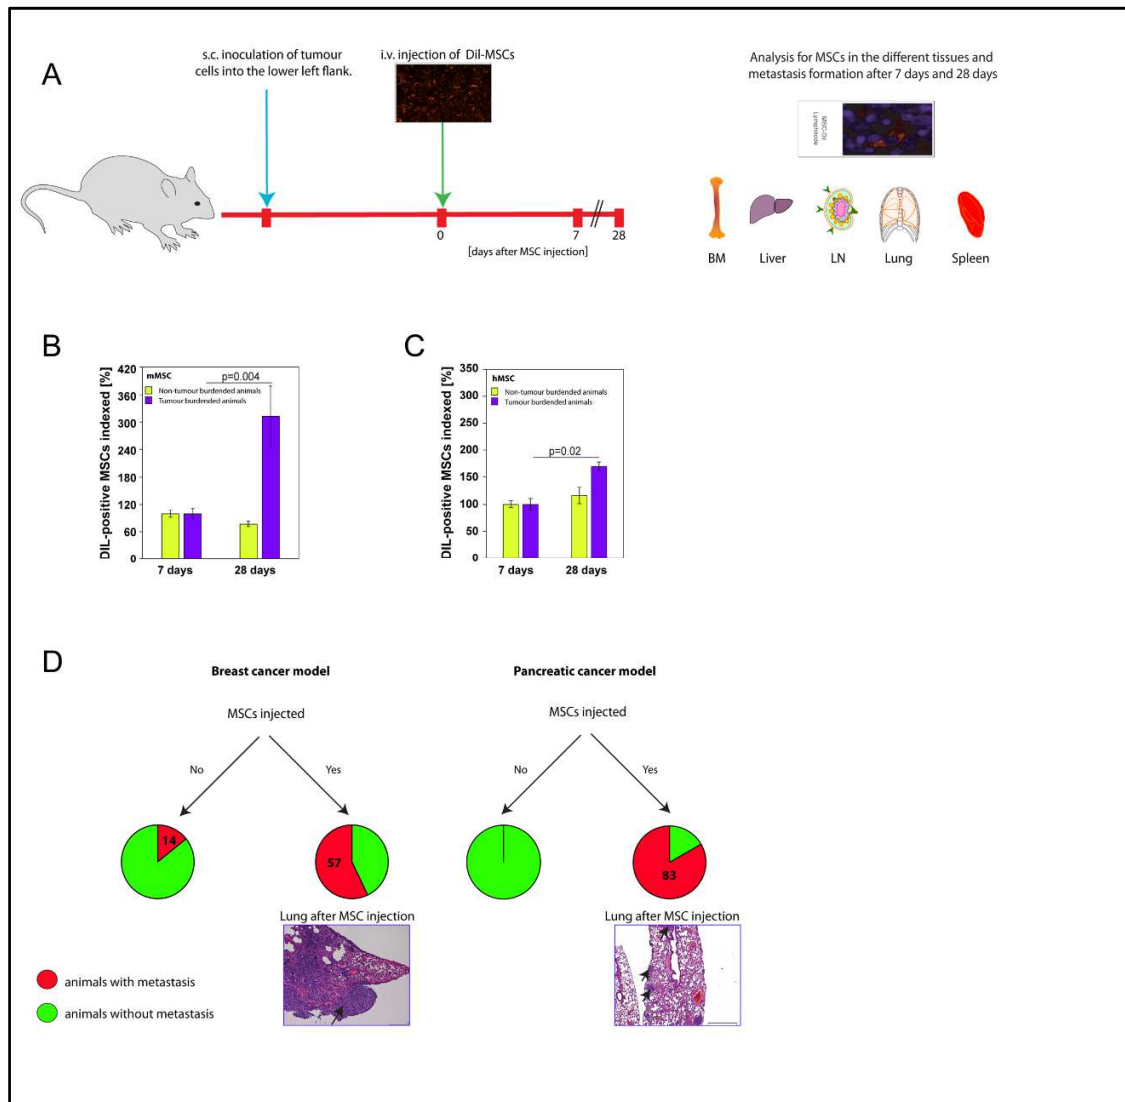 A
s.c. inoculation of tumour
cells into the lower left flank.
i.v. injection of DiI-MSCs
Analysis for MSCs in the different tissues and
metastasis formation after 7 days and 28 days
MSC-DiI
Lymphnode
0
7
28
[days after MSC injection]
BM
Liver
LN
Lung
Spleen
B
DIL-positive MSCs indexed [%]
420
360
300
240
180
120
60
0
mMSC
p=0.004
Non-tumour burdended animals
Tumour burdended animals
7 days
28 days
C
DIL-positive MSCs indexed [%]
350
300
250
200
150
100
50
0
hMSC
Non-tumour burdended animals
Tumour burdended animals
p=0.02
7 days
28 days
D
Breast cancer model
MSCs injected
No
Yes
14
57
Lung after MSC injection
Pancreatic cancer model
MSCs injected
No
Yes
83
Lung after MSC injection
animals with metastasis
animals without metastasis